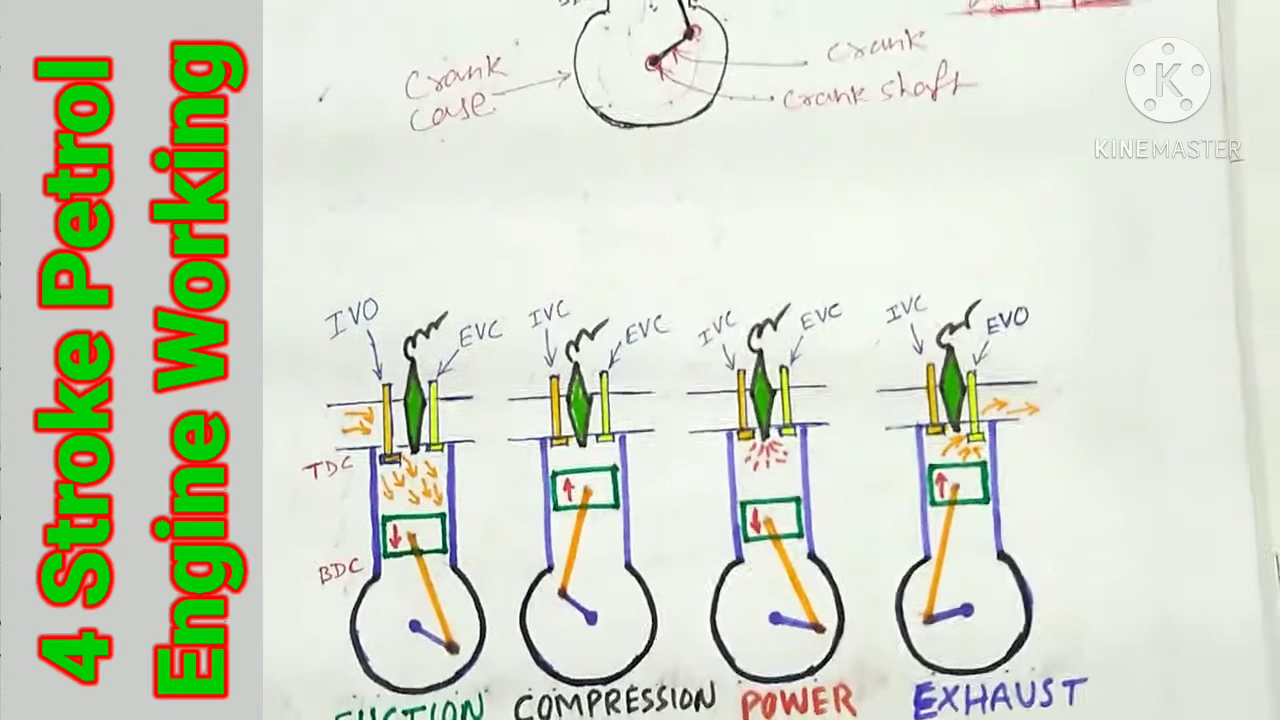 4 Stroke Petrol
Engine Working
Crank
case
crank
crank shaft
K
KINEMASTER
IVO
EVC
IVC
EVC
IVC
EVC
IVC
EVO
TDC
BDC
SUCTION
COMPRESSION
POWER
EXHAUST